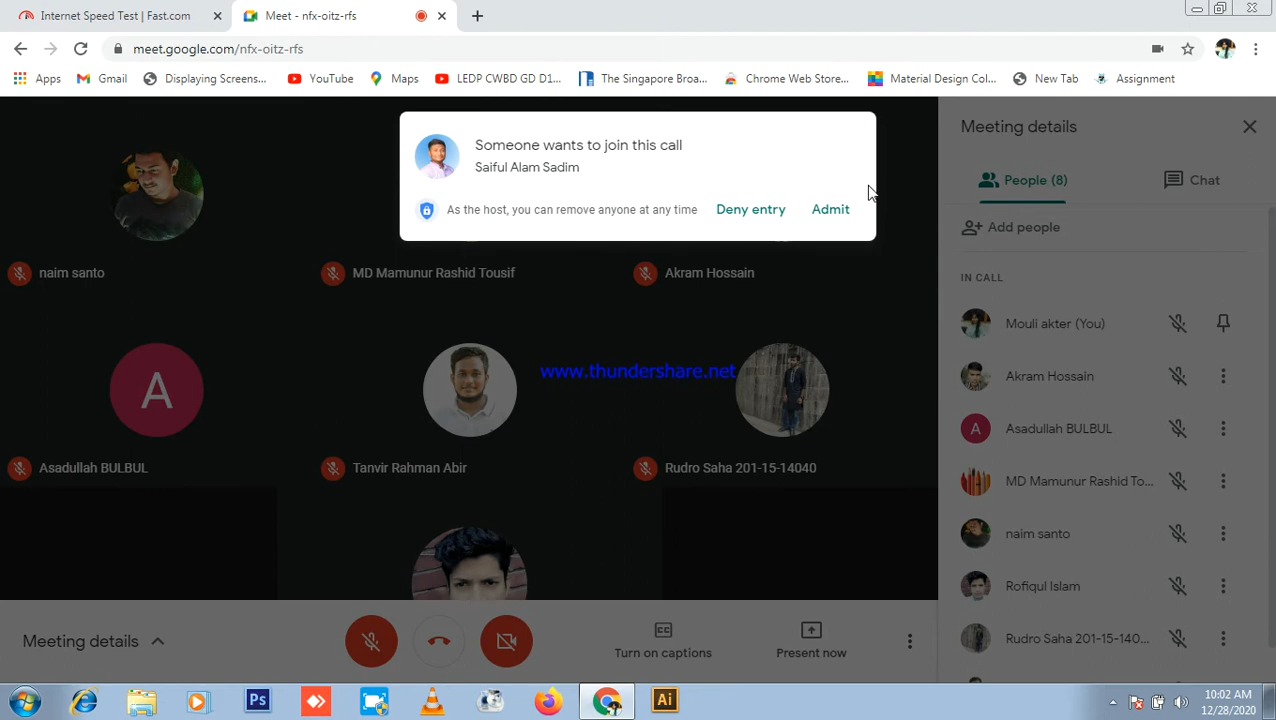 Internet Speed Test | Fast.com
Meet - nfx-oitz-rfs
meet.google.com/nfx-oitz-rfs
Apps
Gmail
Displaying Screens...
YouTube
Maps
LEDP CWBD GD D1...
The Singapore Broa...
Chrome Web Store...
Material Design Col...
New Tab
Assignment
Someone wants to join this call
Saiful Alam Sadim
As the host, you can remove anyone at any time
Deny entry
Admit
Meeting details
People (8)
Chat
Add people
IN CALL
Mouli akter (You)
Akram Hossain
A
Asadullah BULBUL
MD Mamunur Rashid To...
naim santo
Rofiqul Islam
Rudro Saha 201-15-140...
naim santo
MD Mamunur Rashid Tousif
Akram Hossain
A
www.thundershare.net
Asadullah BULBUL
Tanvir Rahman Abir
Rudro Saha 201-15-14040
Meeting details
CC
Turn on captions
Present now
Ps
Ai
10:02 AM
12/28/2020